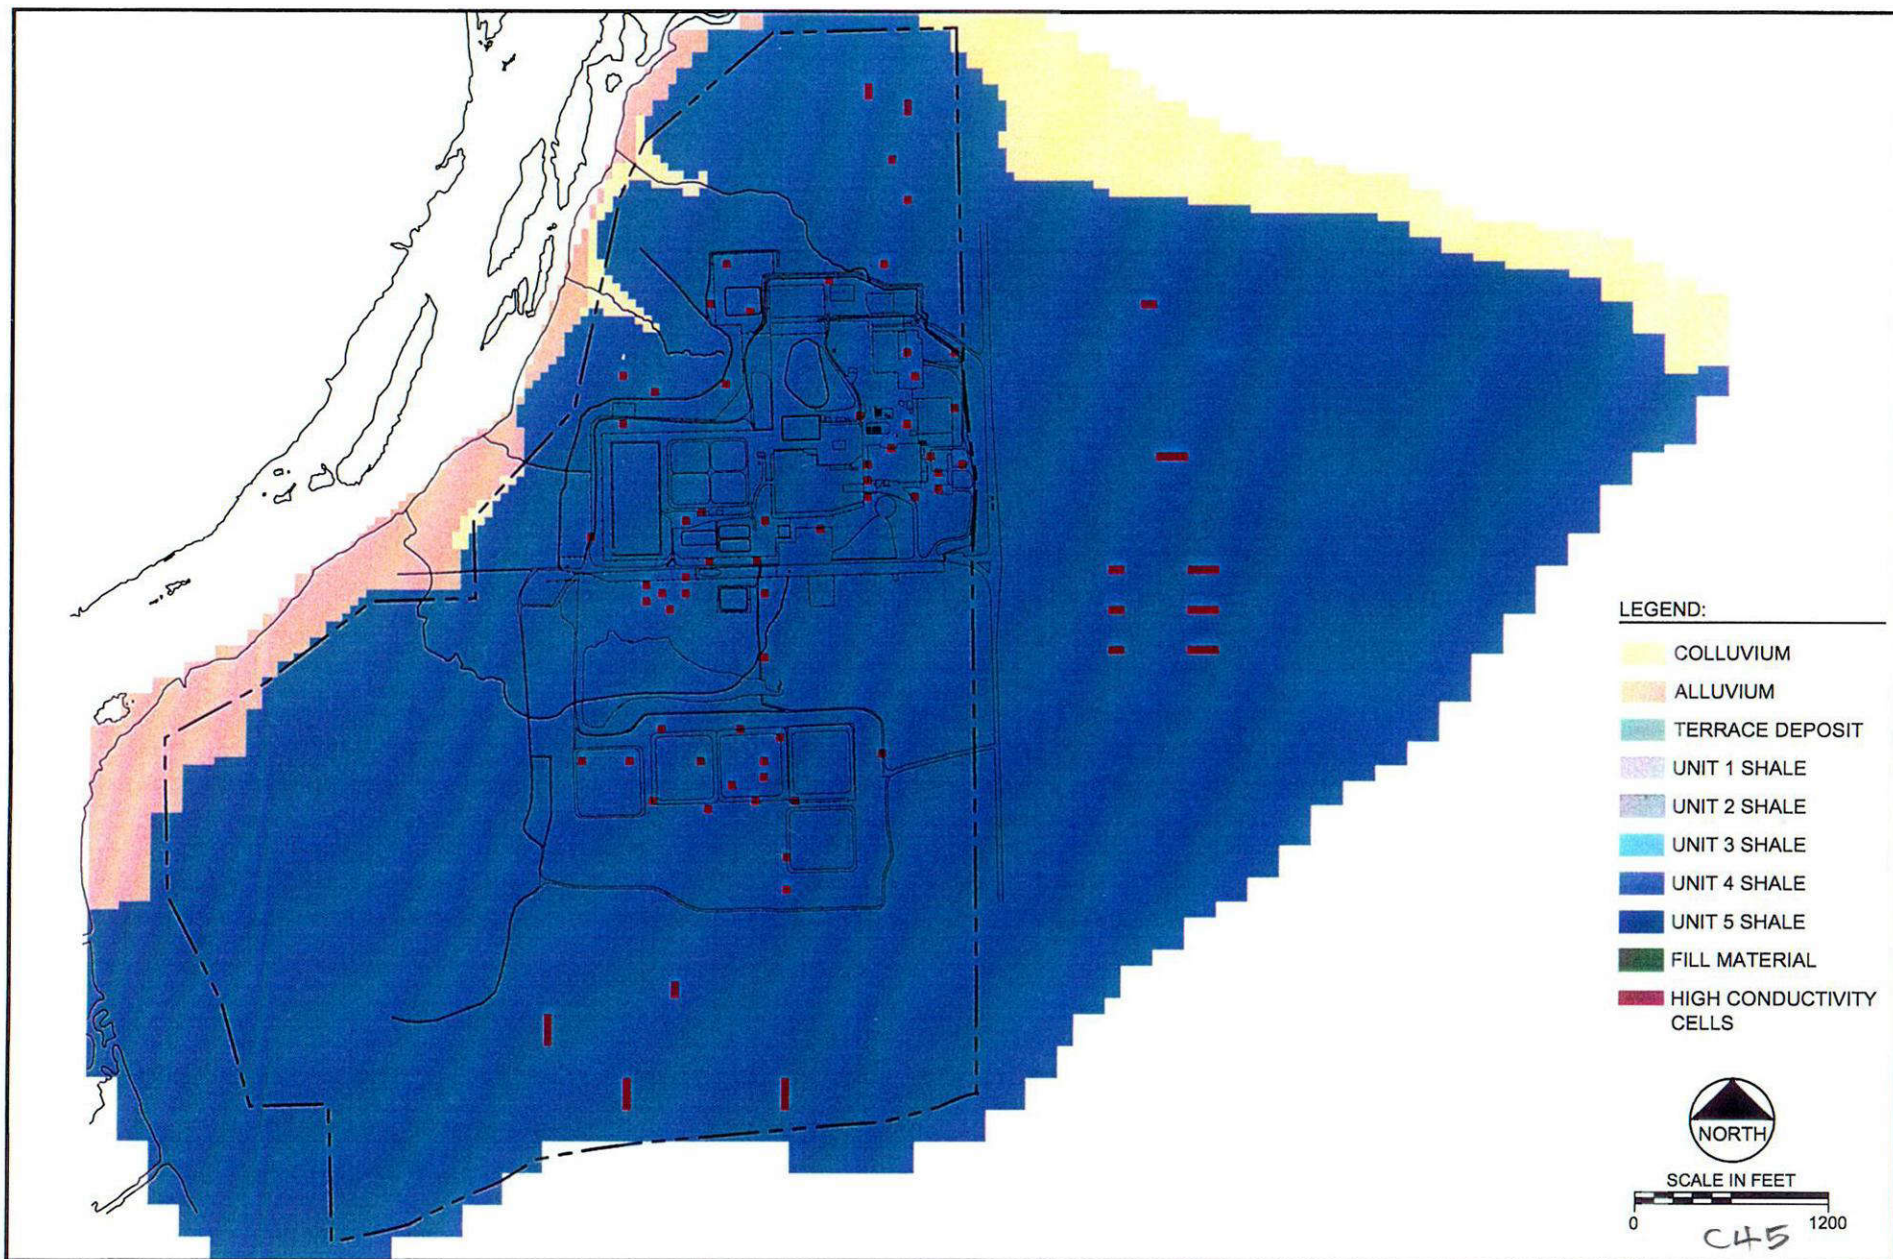 LEGEND:
COLLUVIUM
ALLUVIUM
TERRACE DEPOSIT
UNIT 1 SHALE
UNIT 2 SHALE
UNIT 3 SHALE
UNIT 4 SHALE
UNIT 5 SHALE
FILL MATERIAL
HIGH CONDUCTIVITY
CELLS
NORTH
SCALE IN FEET
0 1200
C45